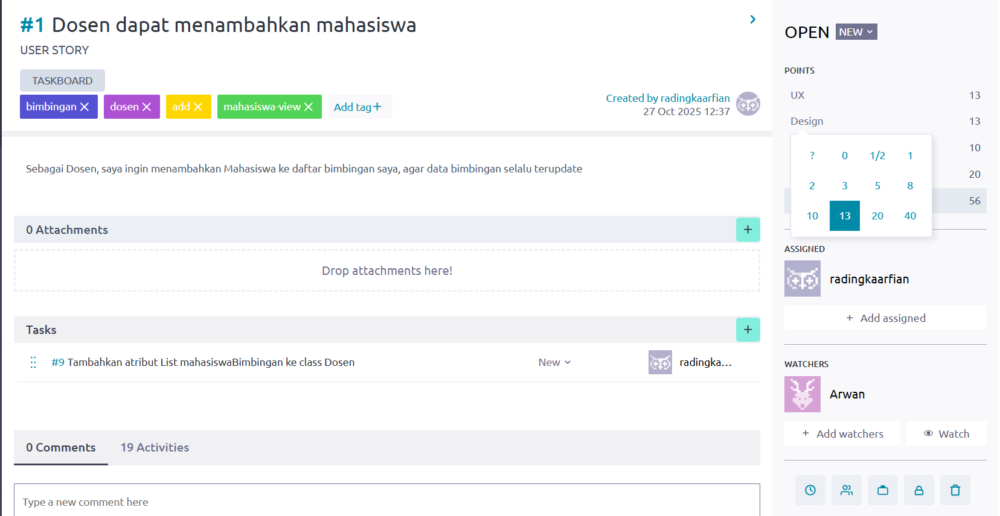 #1 Dosen dapat menambahkan mahasiswa
USER STORY
TASKBOARD
bimbingan
dosen
add
mahasiswa-view
Add tag
Created by radingkaarfian
27 Oct 2025 12:37
Sebagai Dosen, saya ingin menambahkan Mahasiswa ke daftar bimbingan saya, agar data bimbingan selalu terupdate
0 Attachments
Drop attachments here!
Tasks
#9 Tambahkan atribut List mahasiswaBimbingan ke class Dosen New radingka...
0 Comments 19 Activities
Type a new comment here
OPEN NEW
POINTS
UX 13
Design 13
10
20
56
? 0 1/2 1
2 3 5 8
10 13 20 40
ASSIGNED
radingkaarfian
+ Add assigned
WATCHERS
Arwan
+ Add watchers
Watch